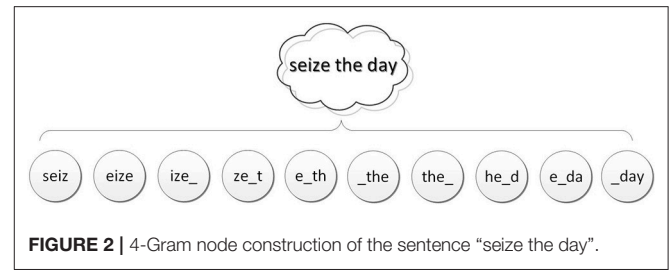 seize the day
seiz eize ize_ ze_t e_th _the the_ he_d e_da _day
FIGURE 2 | 4-Gram node construction of the sentence “seize the day”.